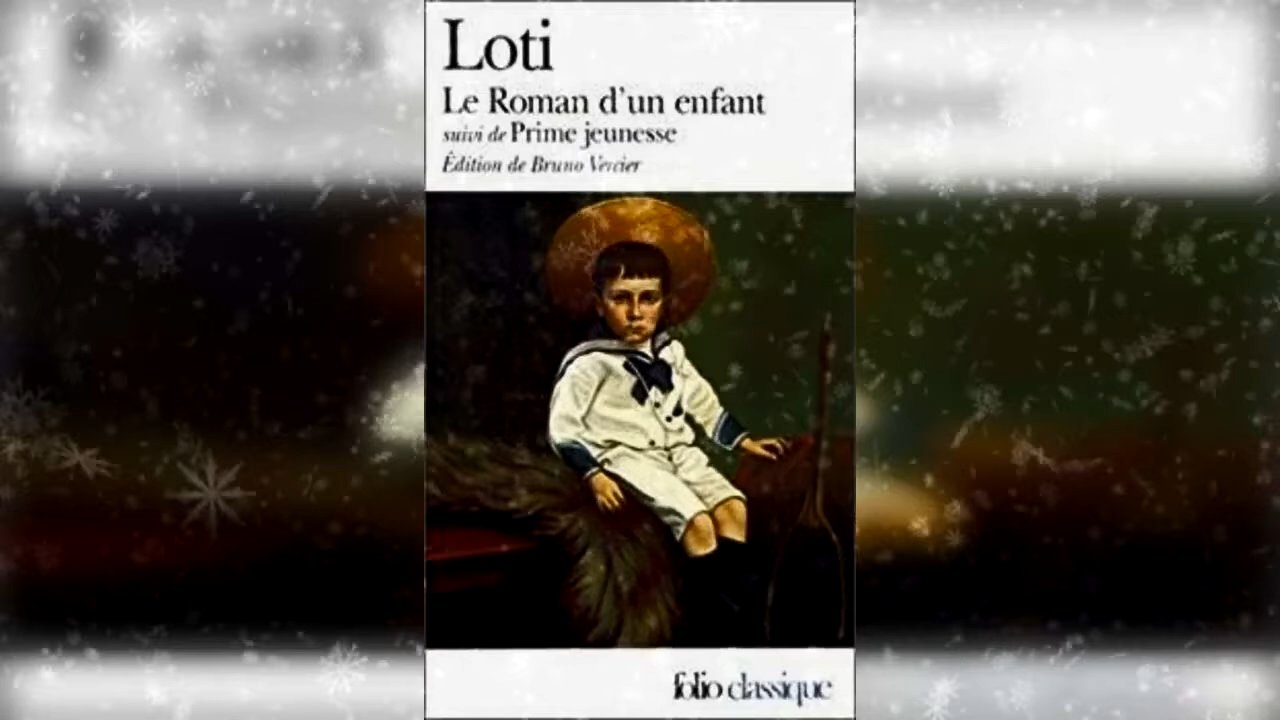 Loti
Le Roman d'un enfant
suivi de Prime jeunesse
Édition de Bruno Vercier
folio classique